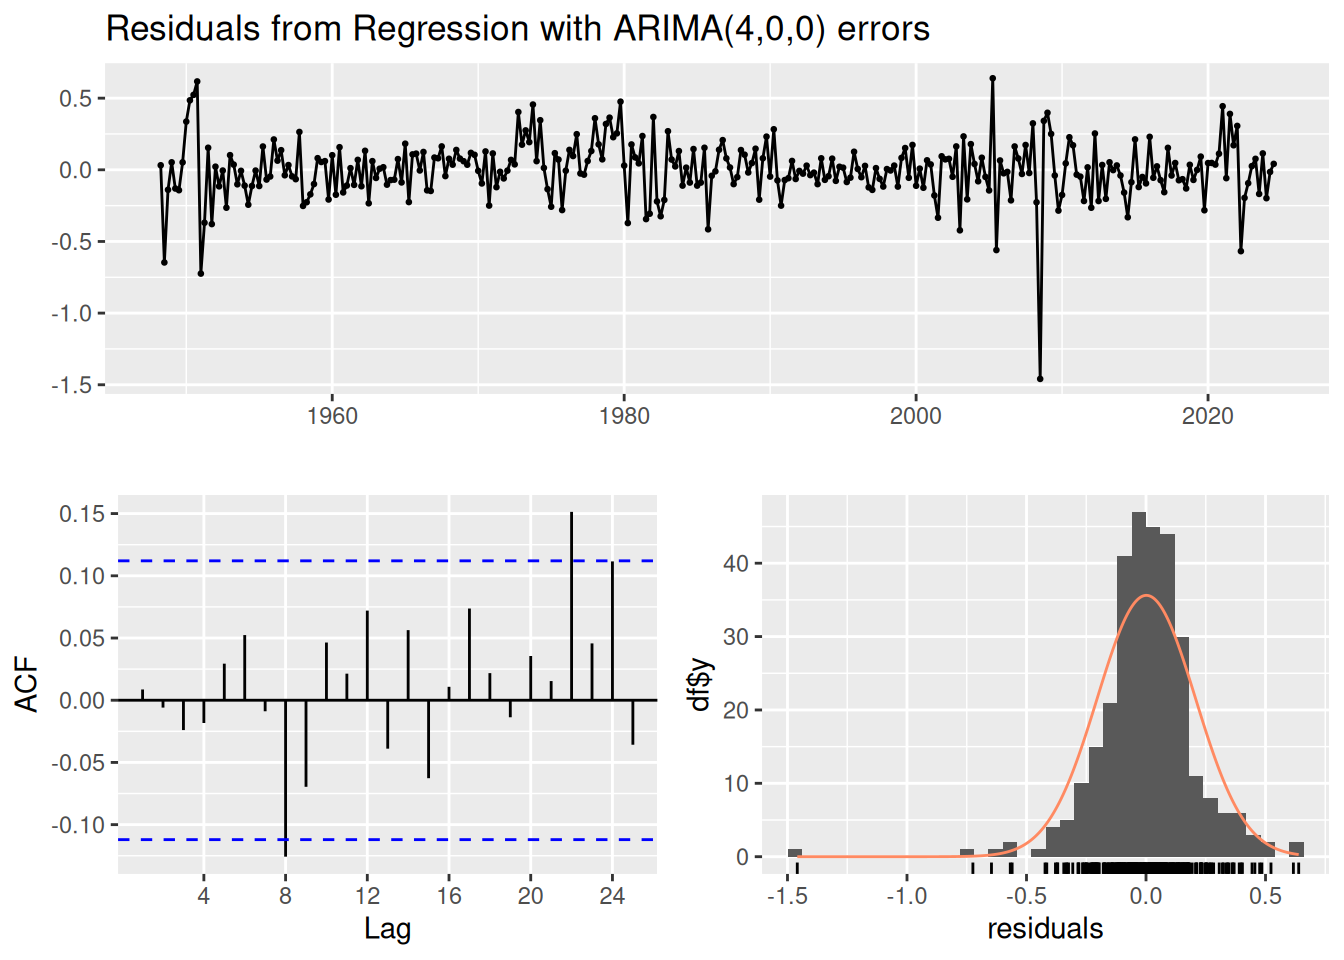 Residuals from Regression with ARIMA(4,0,0) errors
0.5
0.0
-0.5
-1.0
-1.5
1960 1980 2000 2020
ACF
0.15
0.10
0.05
0.00
-0.05
-0.10
4 8 12 16 20 24
Lag
df$y
40
30
20
10
0
-1.5 -1.0 -0.5 0.0 0.5
residuals